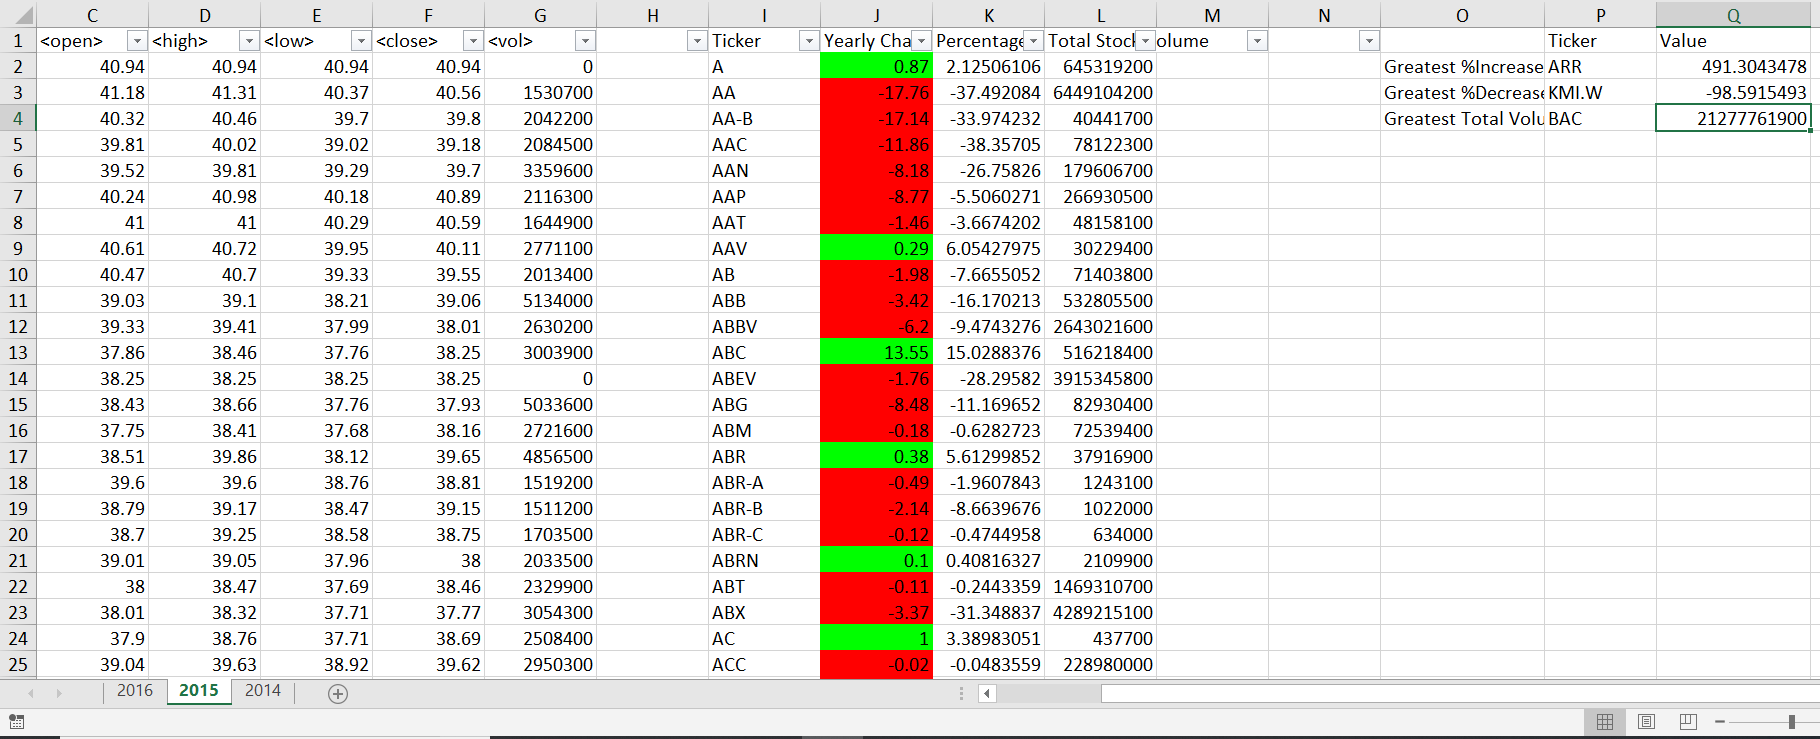 C D E F G H I J K L M N O P Q
1 <open> <high> <low> <close> <vol> Ticker Yearly Cha Percentage Total Stock olume Ticker Value
2 40.94 40.94 40.94 40.94 0 A 0.87 2.12506106 645319200 Greatest %Increase ARR 491.3043478
3 41.18 41.31 40.37 40.56 1530700 AA -17.76 -37.492084 6449104200 Greatest %Decrease KMI.W -98.5915493
4 40.32 40.46 39.7 39.8 2042200 AA-B -17.14 -33.974232 40441700 Greatest Total Volu BAC 21277761900
5 39.81 40.02 39.02 39.18 2084500 AAC -11.86 -38.35705 78122300
6 39.52 39.81 39.29 39.7 3359600 AAN -8.18 -26.75826 179606700
7 40.24 40.98 40.18 40.89 2116300 AAP -8.77 -5.5060271 266930500
8 41 41 40.29 40.59 1644900 AAT -1.46 -3.6674202 48158100
9 40.61 40.72 39.95 40.11 2771100 AAV 0.29 6.05427975 30229400
10 40.47 40.7 39.33 39.55 2013400 AB -1.98 -7.6655052 71403800
11 39.03 39.1 38.21 39.06 5134000 ABB -3.42 -16.170213 532805500
12 39.33 39.41 37.99 38.01 2630200 ABBV -6.2 -9.4743276 2643021600
13 37.86 38.46 37.76 38.25 3003900 ABC 13.55 15.0288376 516218400
14 38.25 38.25 38.25 38.25 0 ABEV -1.76 -28.29582 3915345800
15 38.43 38.66 37.76 37.93 5033600 ABG -8.48 -11.169652 82930400
16 37.75 38.41 37.68 38.16 2721600 ABM -0.18 -0.6282723 72539400
17 38.51 39.86 38.12 39.65 4856500 ABR 0.38 5.61299852 37916900
18 39.6 39.6 38.76 38.81 1519200 ABR-A -0.49 -1.9607843 1243100
19 38.79 39.17 38.47 39.15 1511200 ABR-B -2.14 -8.6639676 1022000
20 38.7 39.25 38.58 38.75 1703500 ABR-C -0.12 -0.4744958 634000
21 39.01 39.05 37.96 38 2033500 ABRN 0.1 0.40816327 2109900
22 38 38.47 37.69 38.46 2329900 ABT -0.11 -0.2443359 1469310700
23 38.01 38.32 37.71 37.77 3054300 ABX -3.37 -31.348837 4289215100
24 37.9 38.76 37.71 38.69 2508400 AC 1 3.38983051 437700
25 39.04 39.63 38.92 39.62 2950300 ACC -0.02 -0.0483559 228980000
2016 2015 2014